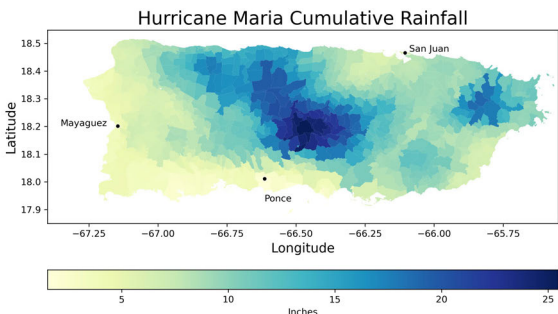 Hurricane Maria Cumulative Rainfall
18.5
San Juan
18.4
18.3
Mayaguez
18.2
Latitude
18.1
18.0
Ponce
17.9
−67.25 −67.00 −66.75 −66.50 −66.25 −66.00 −65.75
Longitude
5 10 15 20 25
Inches